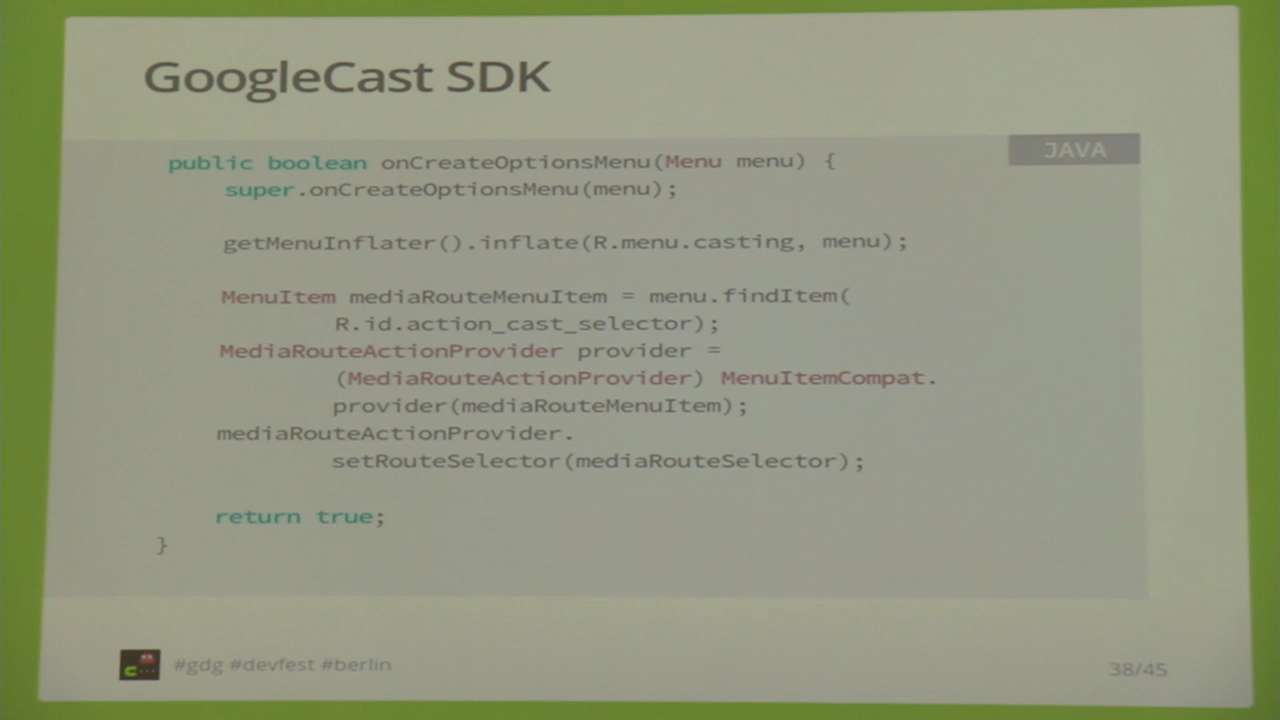 GoogleCast SDK
JAVA
public boolean onCreateOptionsMenu(Menu menu) {
super.onCreateOptionsMenu(menu);
getMenuInflater().inflate(R.menu.casting, menu);
MenuItem mediaRouteMenuItem = menu.findItem(
R.id.action_cast_selector);
MediaRouteActionProvider provider =
(MediaRouteActionProvider) MenuItemCompat.
provider(mediaRouteMenuItem);
mediaRouteActionProvider.
setRouteSelector(mediaRouteSelector);
return true;
}
#gdg #devfest #berlin
38/45